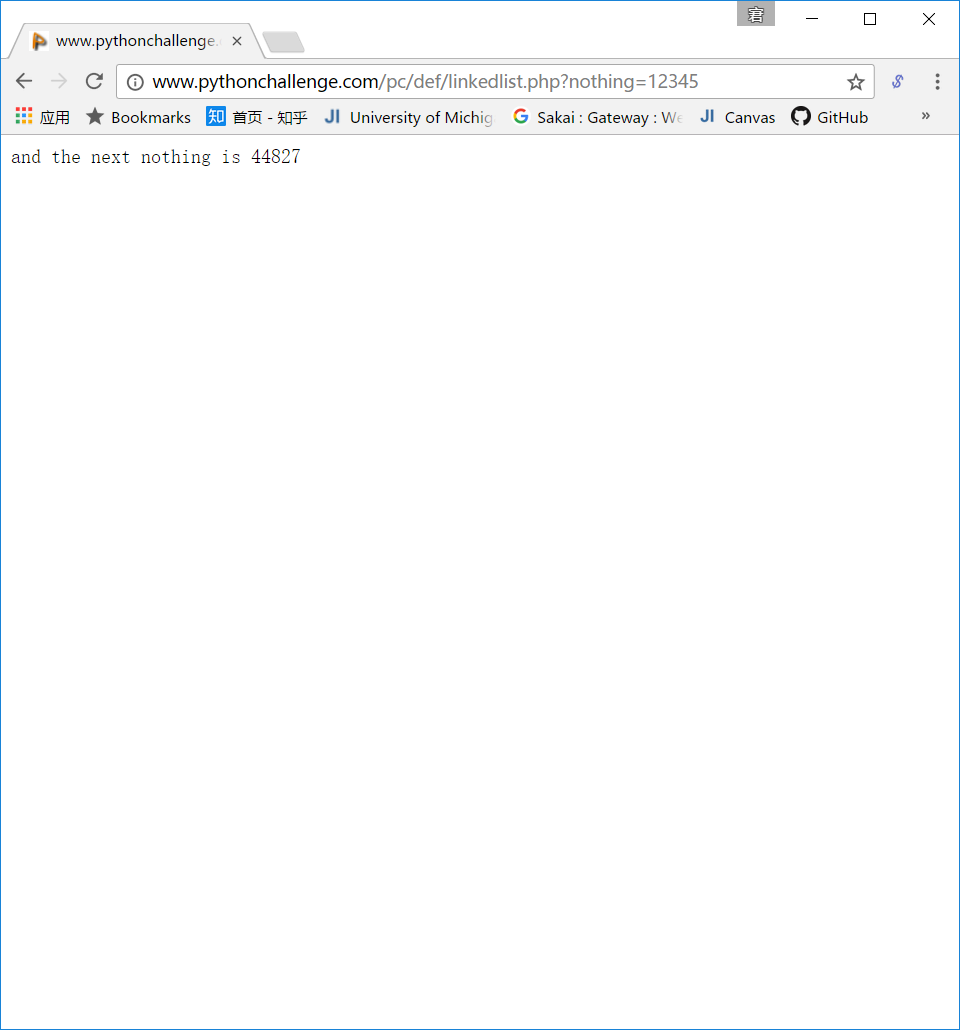 窘
www.pythonchallenge.
www.pythonchallenge.com/pc/def/linkedlist.php?nothing=12345
应用 Bookmarks 知 首页 - 知乎 JI University of Michig Sakai : Gateway : We JI Canvas GitHub »
and the next nothing is 44827